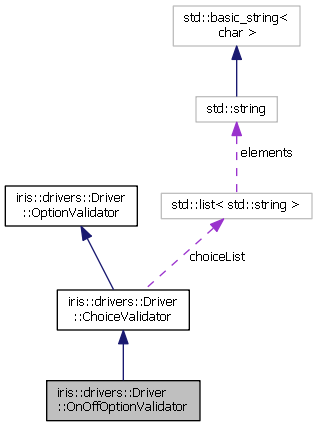 std::basic_string<
char >
std::string
elements
std::list< std::string >
iris::drivers::Driver
::OptionValidator
choiceList
iris::drivers::Driver
::ChoiceValidator
iris::drivers::Driver
::OnOffOptionValidator